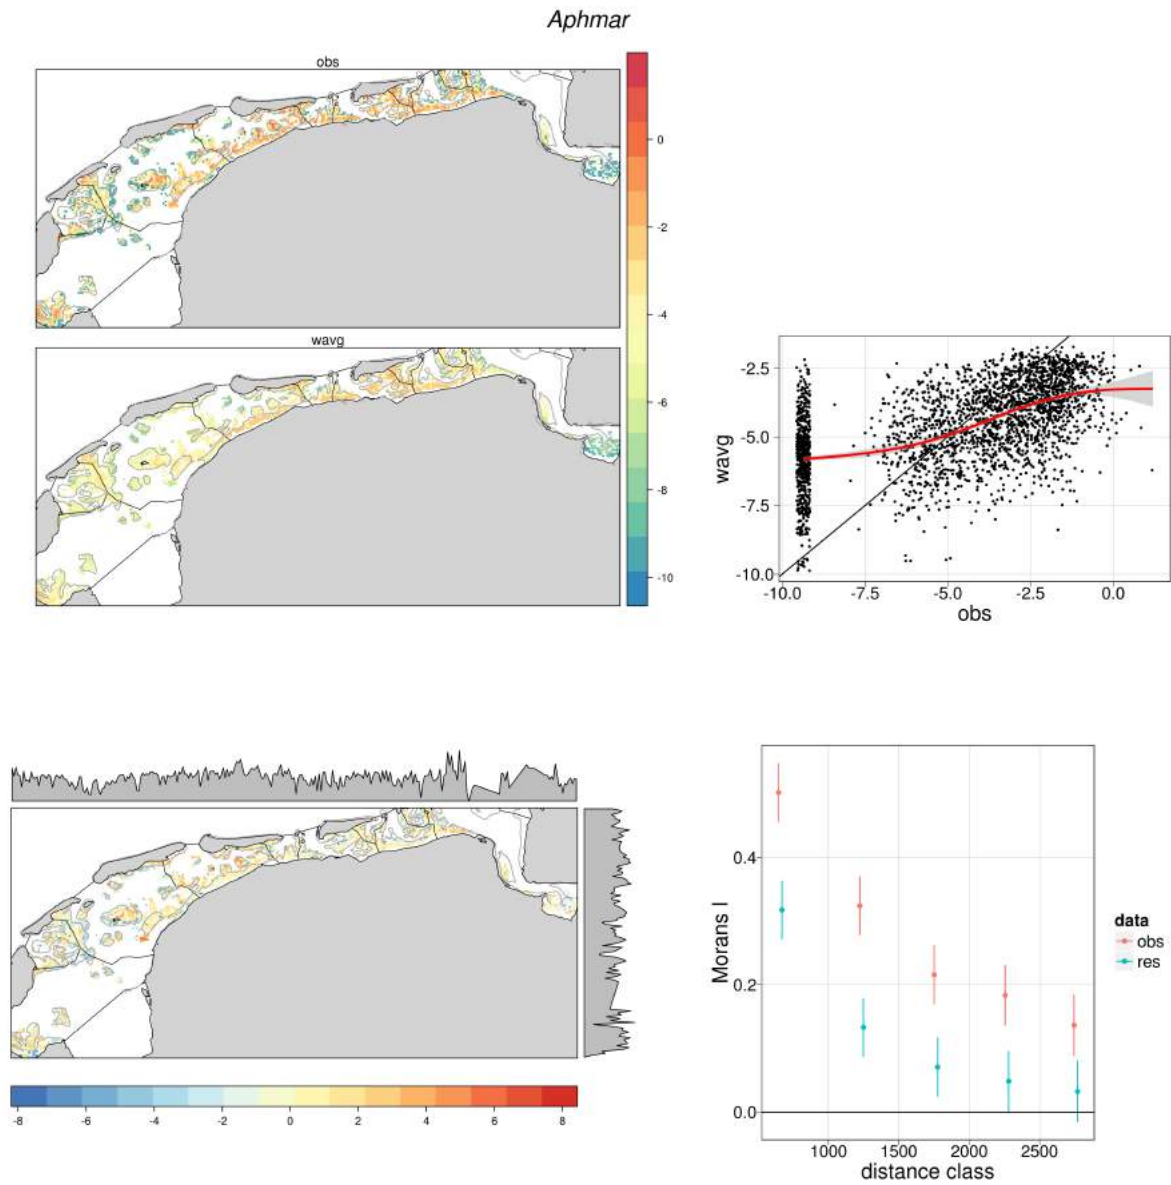 Aphmar
obs
0
-2
-4
-6
-8
-10
wavg
-2.5
-5.0
-7.5
-10.0
wavg
-10.0 -7.5 -5.0 -2.5 0.0
obs
-8 -6 -4 -2 0 2 4 6 8
0.4
0.2
0.0
Morans I
1000 1500 2000 2500
distance class
data
obs
res